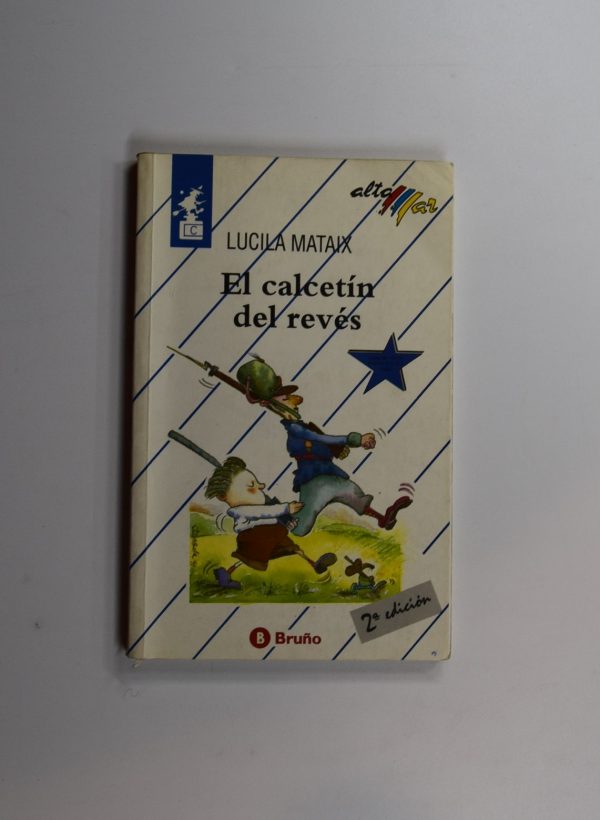 C
alta
mar
LUCILA MATAIX
El calcetín
del revés
B Bruño
2ª edición